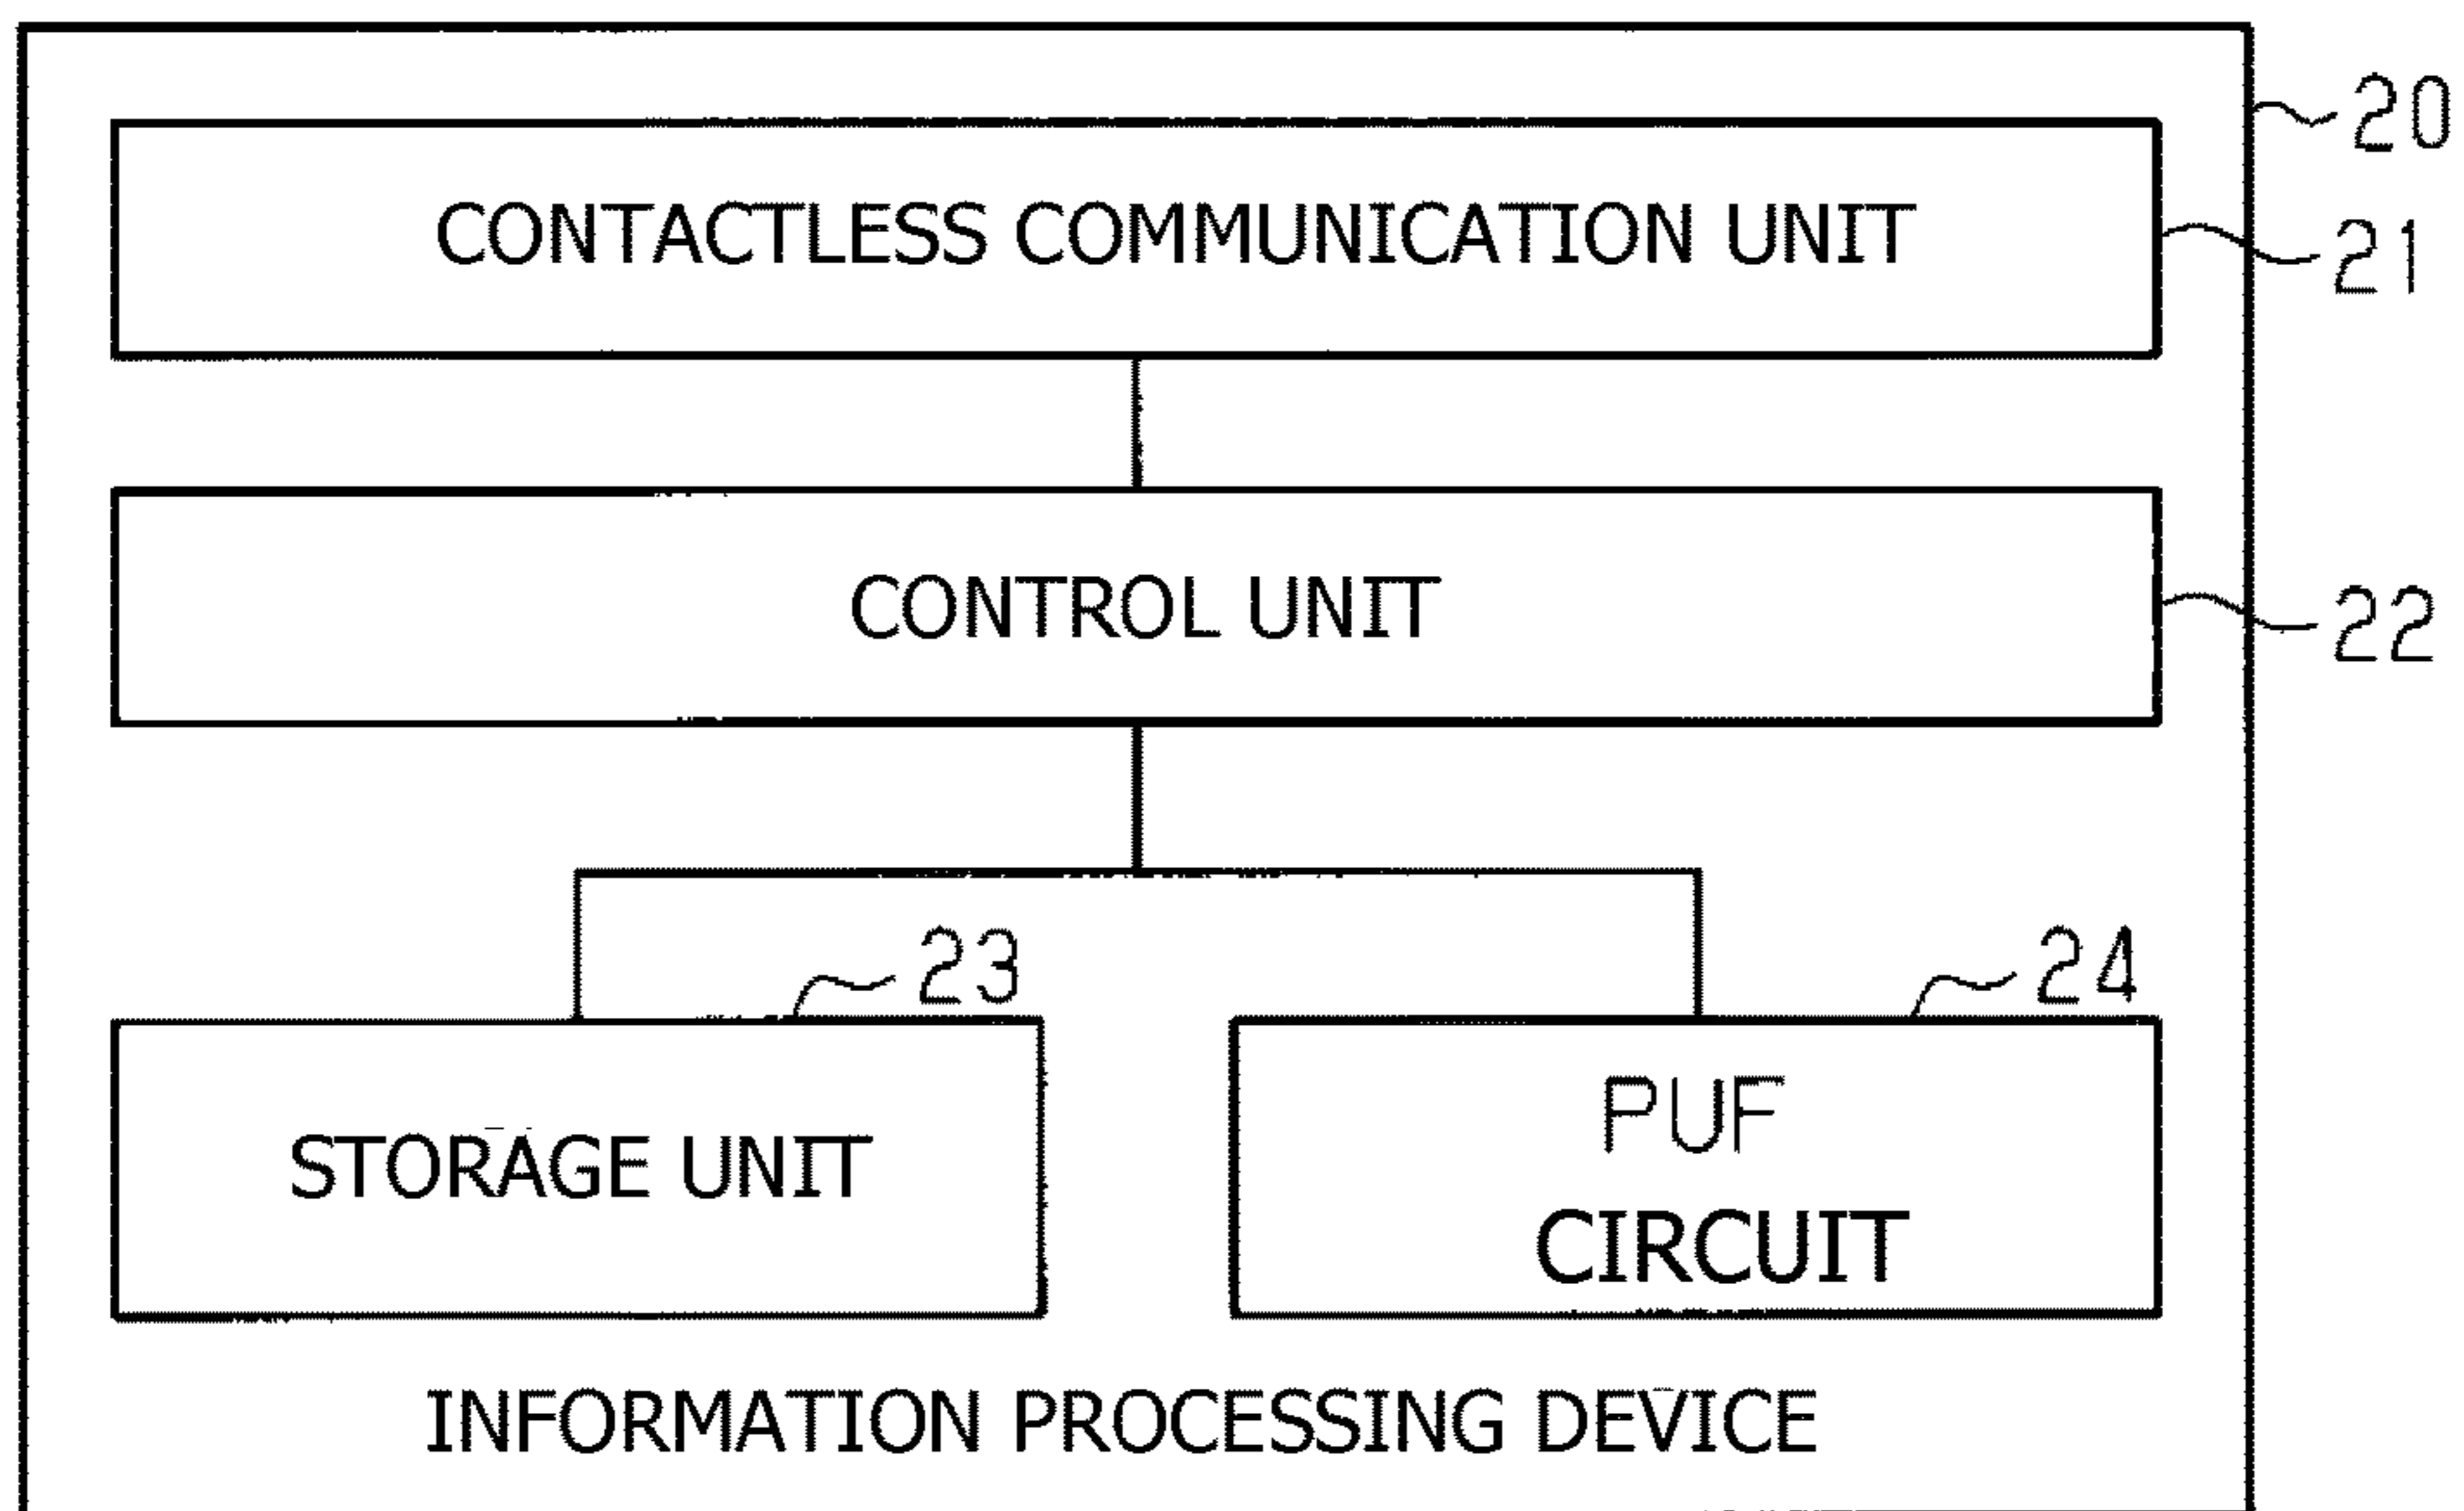 20
CONTACTLESS COMMUNICATION UNIT
21
CONTROL UNIT
22
23
24
STORAGE UNIT
PUF
CIRCUIT
INFORMATION PROCESSING DEVICE